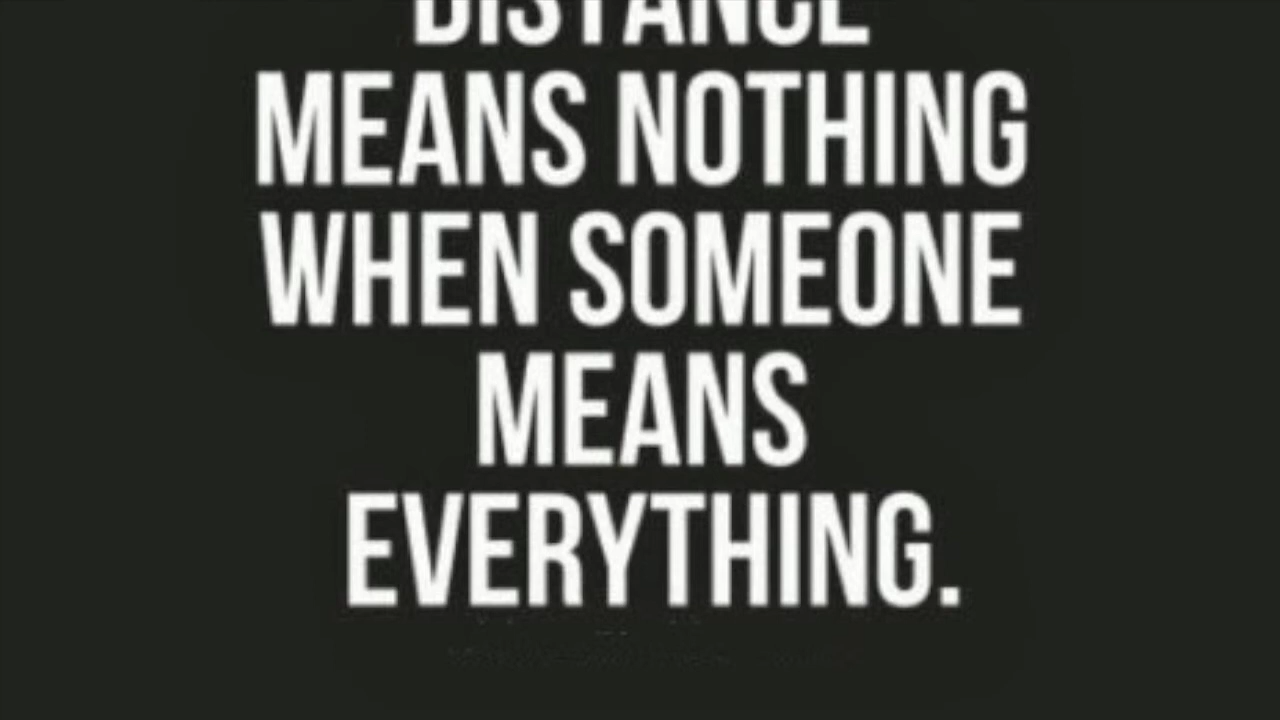 DISTANCE
MEANS NOTHING
WHEN SOMEONE
MEANS
EVERYTHING.